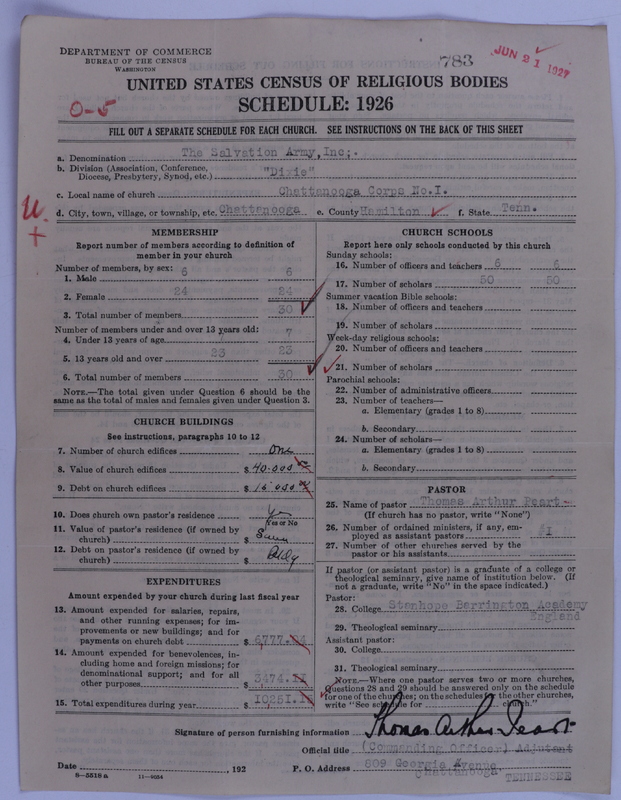 DEPARTMENT OF COMMERCE
BUREAU OF THE CENSUS
WASHINGTON
783
JUN 21 1927
UNITED STATES CENSUS OF RELIGIOUS BODIES
SCHEDULE: 1926
0-5
FILL OUT A SEPARATE SCHEDULE FOR EACH CHURCH. SEE INSTRUCTIONS ON THE BACK OF THIS SHEET
a. Denomination The Salvation Army, Inc;.
b. Division (Association, Conference, Diocese, Presbytery, Synod, etc.) "Dixie"
c. Local name of church Chattanooga Corps No.I.
d. City, town, village, or township, etc. Chattanooga e. County Hamilton f. State Tenn.
MEMBERSHIP
Report number of members according to definition of
member in your church
Number of members, by sex:
1. Male 6 6
2. Female 24 24
3. Total number of members 30
Number of members under and over 13 years old:
4. Under 13 years of age 7
5. 13 years old and over 23 23
6. Total number of members 30
NOTE.—The total given under Question 6 should be the
same as the total of males and females given under Question 3.
CHURCH BUILDINGS
See instructions, paragraphs 10 to 12
7. Number of church edifices One
8. Value of church edifices $ 40.000
9. Debt on church edifices $ 16.000
10. Does church own pastor's residence? Yes
Yes or No
11. Value of pastor's residence (if owned by
church) $ Same
12. Debt on pastor's residence (if owned by
church) $ Bldg
EXPENDITURES
Amount expended by your church during last fiscal year
13. Amount expended for salaries, repairs,
and other running expenses; for im-
provements or new buildings; and for
payments on church debt $ 6,777.
14. Amount expended for benevolences, in-
cluding home and foreign missions; for
denominational support; and for all
other purposes $ 3474.11
15. Total expenditures during year $ 10251.1
CHURCH SCHOOLS
Report here only schools conducted by this church
Sunday schools:
16. Number of officers and teachers 6 6
17. Number of scholars 50 50
Summer vacation Bible schools:
18. Number of officers and teachers
19. Number of scholars
Week-day religious schools:
20. Number of officers and teachers
21. Number of scholars
Parochial schools:
22. Number of administrative officers
23. Number of teachers—
a. Elementary (grades 1 to 8)
b. Secondary
24. Number of scholars—
a. Elementary (grades 1 to 8)
b. Secondary
PASTOR
25. Name of pastor Thomas Arthur Peart
(If church has no pastor, write "None")
26. Number of ordained ministers, if any, em-
ployed as assistant pastors 1
27. Number of other churches served by the
pastor or his assistants
If pastor (or assistant pastor) is a graduate of a college or
theological seminary, give name of institution below. (If
not a graduate, write "No" in the space indicated.)
Pastor:
28. College Stanhope Barrington Academy
England
29. Theological seminary
Assistant pastor:
30. College
31. Theological seminary
NOTE.—Where one pastor serves two or more churches,
Questions 28 and 29 should be answered only on the schedule
for one of the churches; on the schedules of the other churches,
write "See schedule for church."
Signature of person furnishing information Thomas Arthur Peart
Official title (Commanding Officer) Adjutant
Date , 192 P. O. Address 809 Georgia Avenue
Chattanooga TENNESSEE
8—5518 a 11—9054